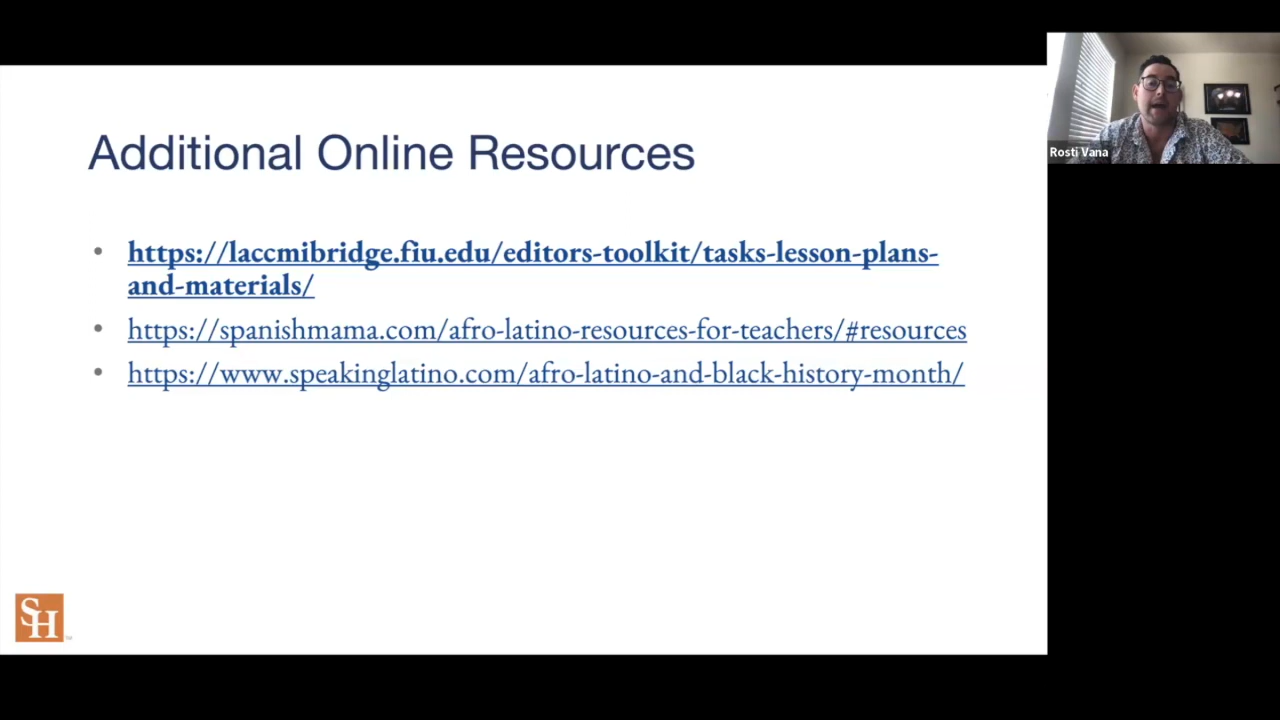 Additional Online Resources
https://laccmibridge.fiu.edu/editors-toolkit/tasks-lesson-plans-
and-materials/
https://spanishmama.com/afro-latino-resources-for-teachers/#resources
https://www.speakinglatino.com/afro-latino-and-black-history-month/
SH
Rosti Vana